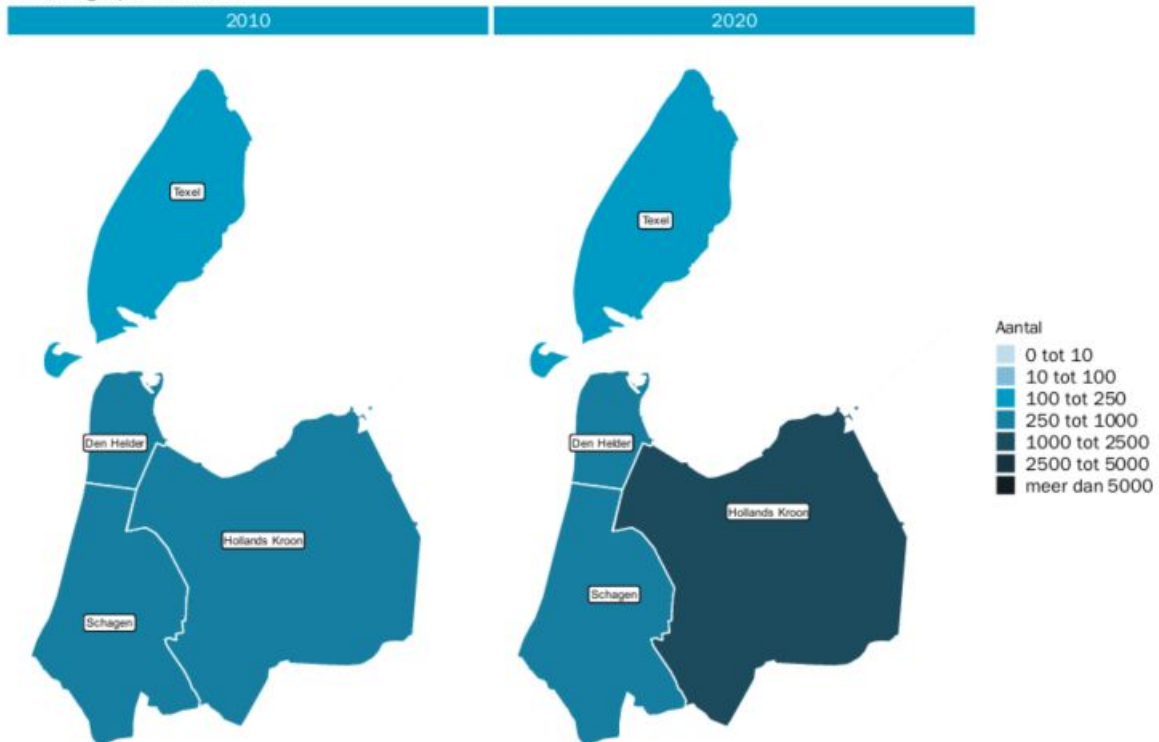 2010
2020
Texel
Texel
Den Helder
Den Helder
Hollands Kroon
Hollands Kroon
Schagen
Schagen
Aantal
0 tot 10
10 tot 100
100 tot 250
250 tot 1000
1000 tot 2500
2500 tot 5000
meer dan 5000